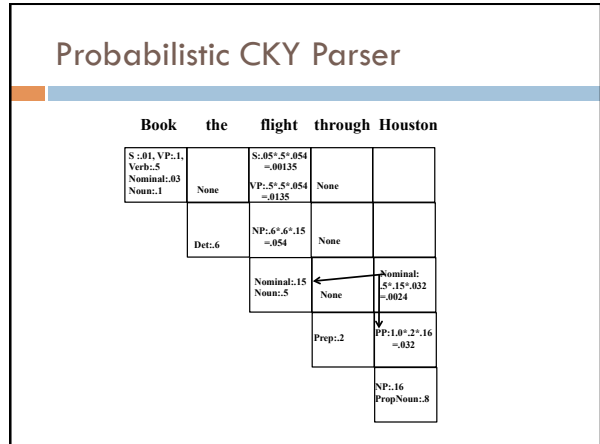 Probabilistic CKY Parser
Book the flight through Houston
S :.01, VP:.1,
Verb:.5
Nominal:.03
Noun:.1
None
S:.05*.5*.054
=.00135
VP:.5*.5*.054
=.0135
None
Det:.6
NP:.6*.6*.15
=.054
None
Nominal:.15
Noun:.5
None
Nominal:
.5*.15*.032
=.0024
Prep:.2
PP:1.0*.2*.16
=.032
NP:.16
PropNoun:.8